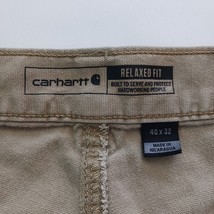 carhartt
RELAXED FIT
BUILT TO SERVE AND PROTECT
HARDWORKING PEOPLE.
40 x 32
MADE IN
NICARAGUA